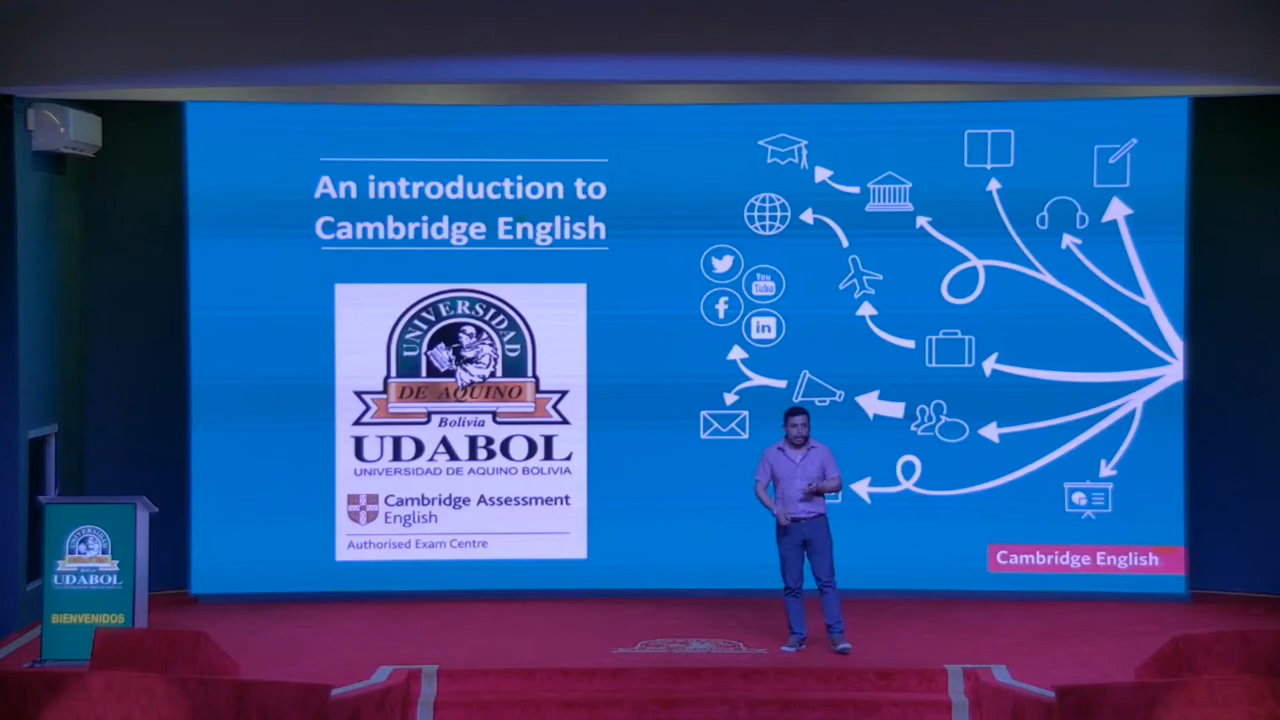 An introduction to
Cambridge English
UNIVERSIDAD
DE AQUINO
Bolivia
UDABOL
UNIVERSIDAD DE AQUINO BOLIVIA
Cambridge Assessment
English
Authorised Exam Centre
You
Tube
f
in
Cambridge English
UNIVERSIDAD
UDABOL
BIENVENIDOS